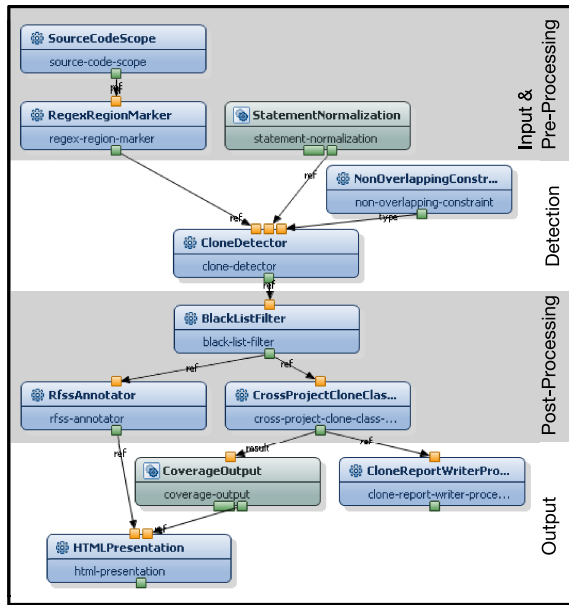 SourceCodeScope
source-code-scope
ref
RegexRegionMarker
regex-region-marker
StatementNormalization
statement-normalization
Input &
Pre-Processing
ref
NonOverlappingConstr...
non-overlapping-constraint
ref
type
CloneDetector
clone-detector
Detection
ref
BlackListFilter
black-list-filter
ref
ref
RfssAnnotator
rfss-annotator
CrossProjectCloneClas...
cross-project-clone-class-...
Post-Processing
ref
result
ref
CoverageOutput
coverage-output
CloneReportWriterPro...
clone-report-writer-proce...
ref
HTMLPresentation
html-presentation
Output